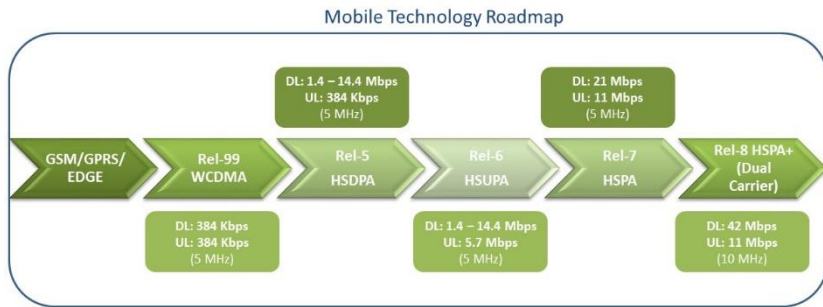 Mobile Technology Roadmap
DL: 1.4 – 14.4 Mbps
UL: 384 Kbps
(5 MHz)
DL: 21 Mbps
UL: 11 Mbps
(5 MHz)
GSM/GPRS/
EDGE
Rel-99
WCDMA
Rel-5
HSDPA
Rel-6
HSUPA
Rel-7
HSPA
Rel-8 HSPA+
(Dual
Carrier)
DL: 384 Kbps
UL: 384 Kbps
(5 MHz)
DL: 1.4 – 14.4 Mbps
UL: 5.7 Mbps
(5 MHz)
DL: 42 Mbps
UL: 11 Mbps
(10 MHz)